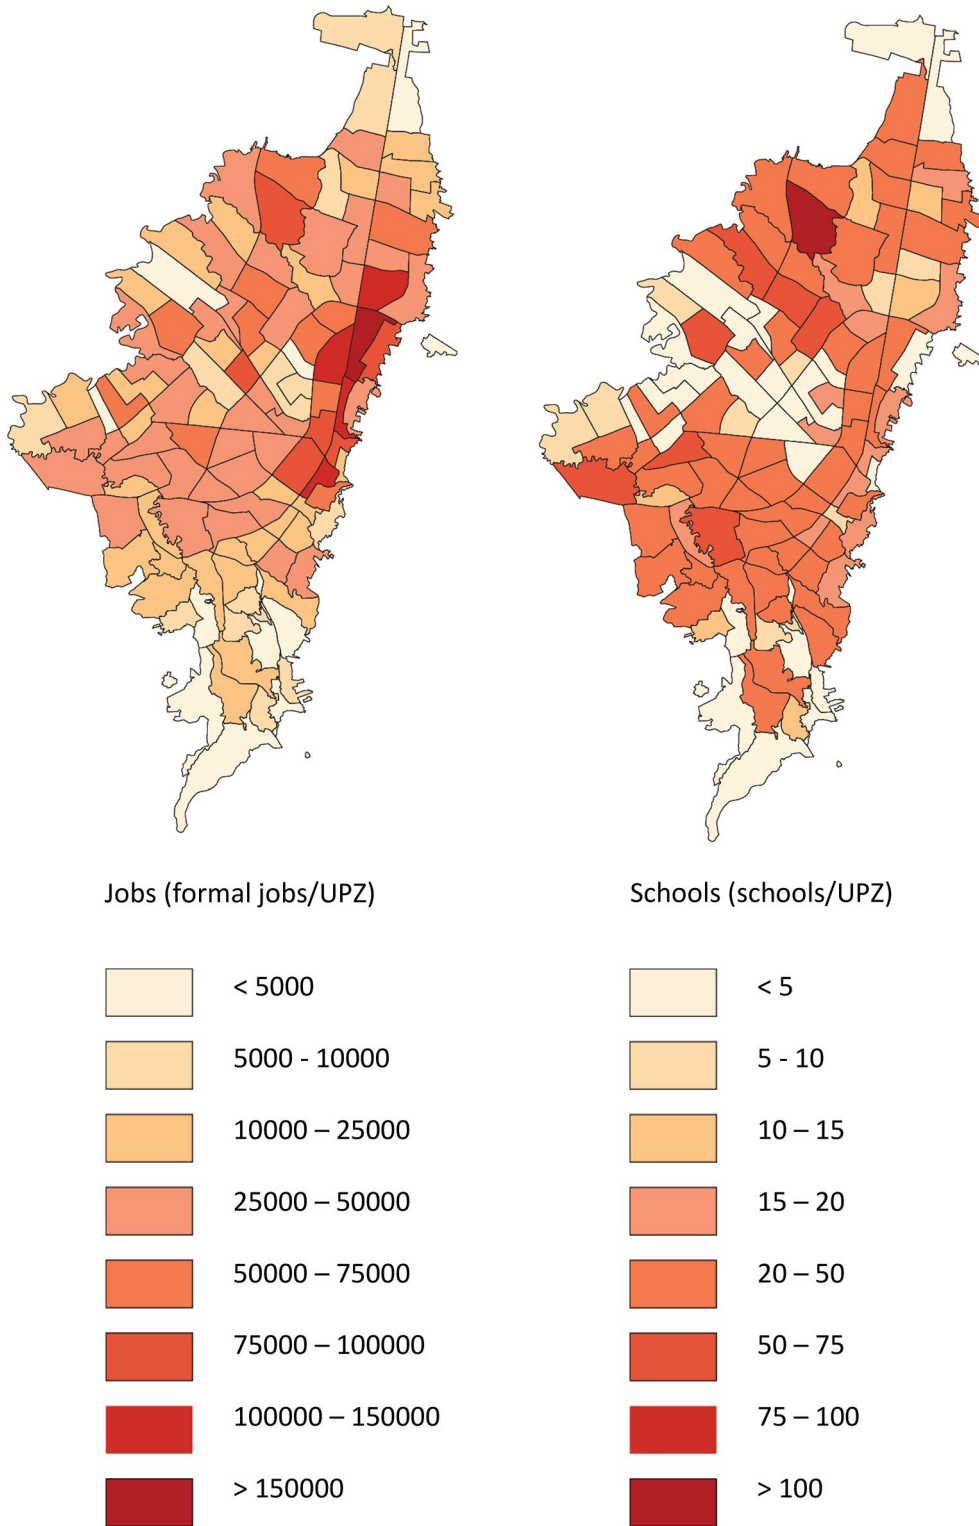 Jobs (formal jobs/UPZ)
< 5000
5000 - 10000
10000 – 25000
25000 – 50000
50000 – 75000
75000 – 100000
100000 – 150000
> 150000
Schools (schools/UPZ)
< 5
5 - 10
10 – 15
15 – 20
20 – 50
50 – 75
75 – 100
> 100